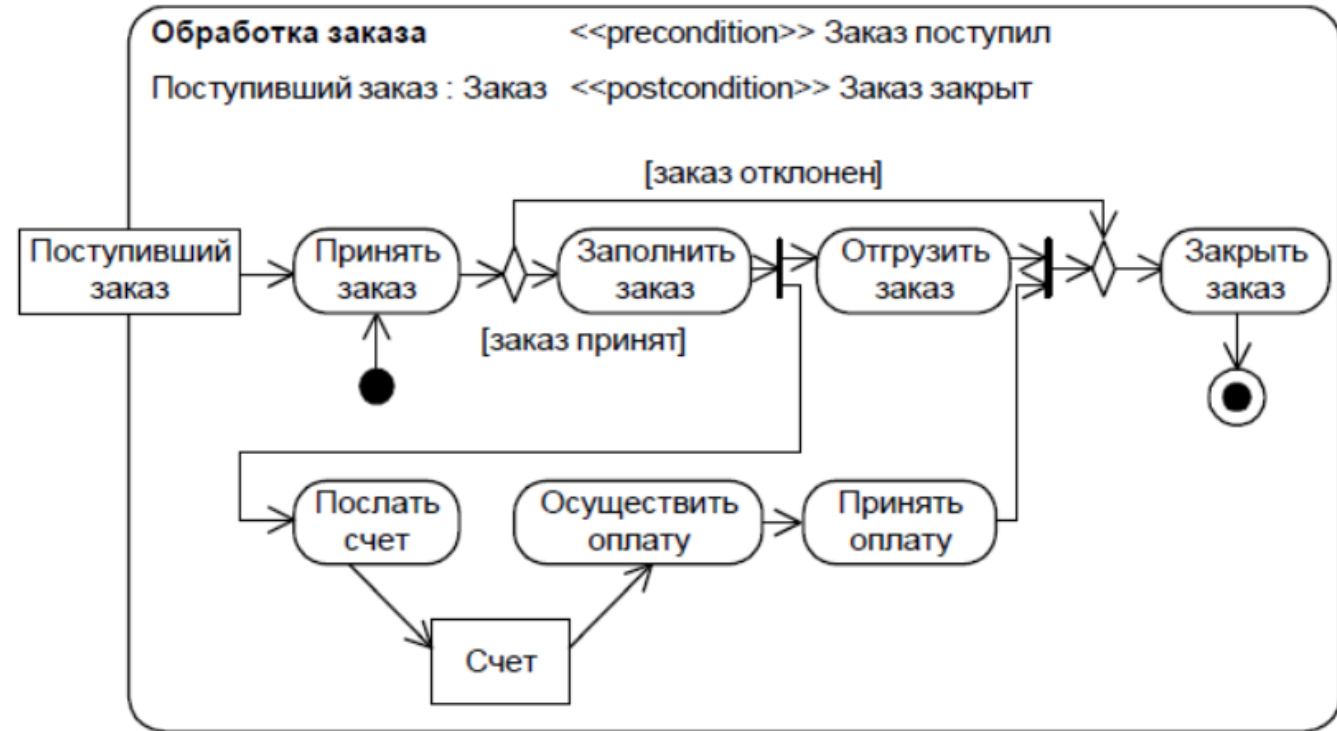 Обработка заказа <<precondition>> Заказ поступил
Поступивший заказ : Заказ <<postcondition>> Заказ закрыт
[заказ отклонен]
Поступивший
заказ
Принять
заказ
Заполнить
заказ
Отгрузить
заказ
Закрыть
заказ
[заказ принят]
Послать
счет
Осуществить
оплату
Принять
оплату
Счет